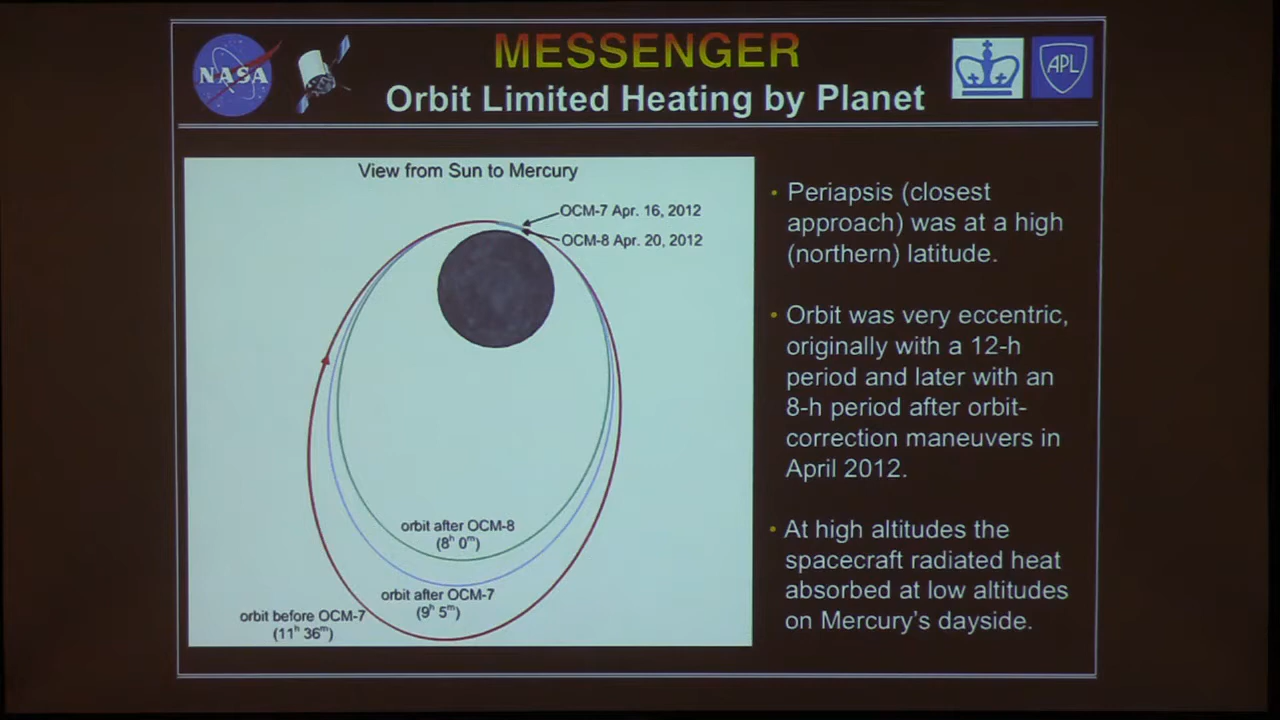 NASA
MESSENGER
Orbit Limited Heating by Planet
APL
View from Sun to Mercury
OCM-7 Apr. 16, 2012
OCM-8 Apr. 20, 2012
orbit after OCM-8
(8ʰ 0ᵐ)
orbit after OCM-7
(9ʰ 5ᵐ)
orbit before OCM-7
(11ʰ 36ᵐ)
• Periapsis (closest
approach) was at a high
(northern) latitude.
• Orbit was very eccentric,
originally with a 12-h
period and later with an
8-h period after orbit-
correction maneuvers in
April 2012.
• At high altitudes the
spacecraft radiated heat
absorbed at low altitudes
on Mercury's dayside.